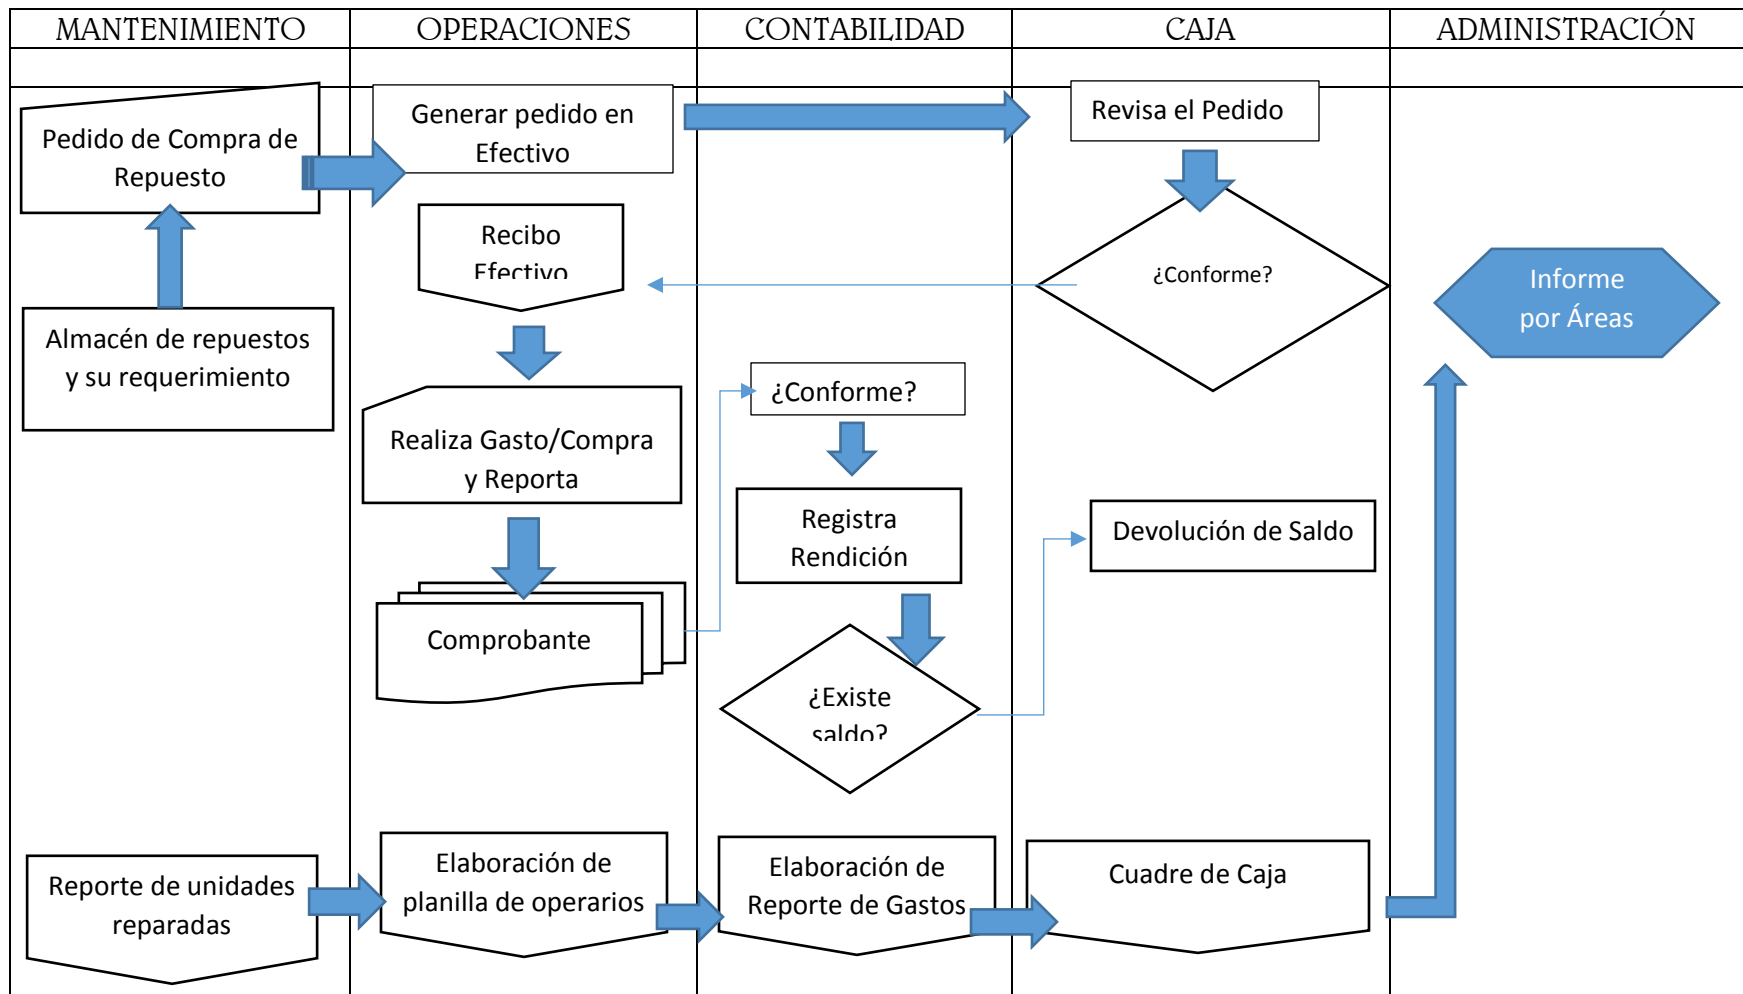 MANTENIMIENTO
OPERACIONES
CONTABILIDAD
CAJA
ADMINISTRACIÓN
Pedido de Compra de
Repuesto
Generar pedido en
Efectivo
Revisa el Pedido
Recibo
Efectivo
¿Conforme?
Informe
por Áreas
Almacén de repuestos
y su requerimiento
¿Conforme?
Realiza Gasto/Compra
y Reporta
Registra
Rendición
Devolución de Saldo
Comprobante
¿Existe
saldo?
Reporte de unidades
reparadas
Elaboración de
planilla de operarios
Elaboración de
Reporte de Gastos
Cuadre de Caja